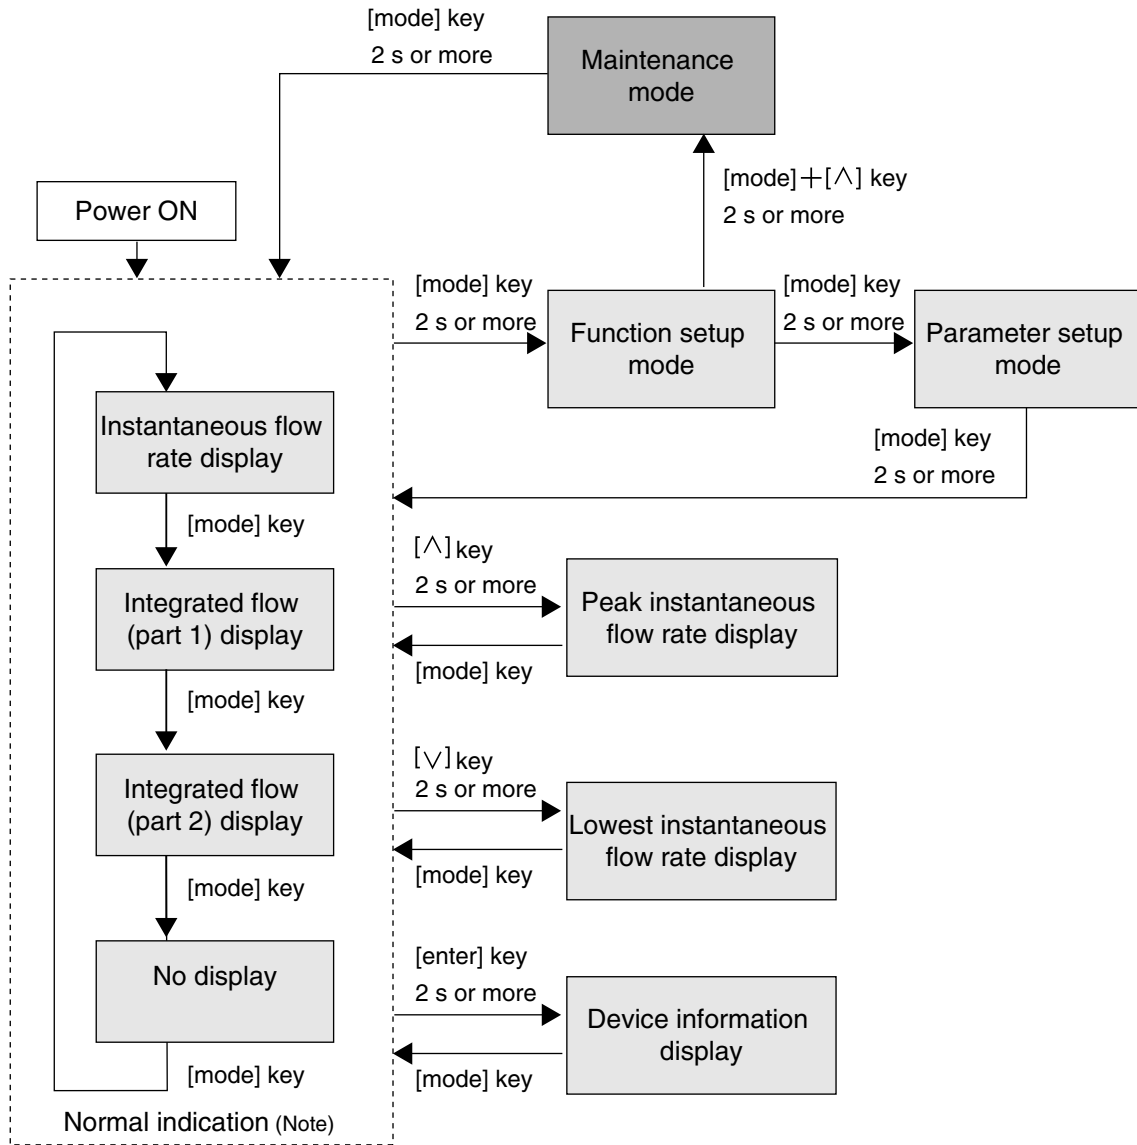 [mode] key
2 s or more
Maintenance
mode
[mode]+[∧] key
2 s or more
Power ON
[mode] key
2 s or more
Function setup
mode
[mode] key
2 s or more
Parameter setup
mode
[mode] key
2 s or more
Instantaneous flow
rate display
[mode] key
Integrated flow
(part 1) display
[mode] key
Integrated flow
(part 2) display
[mode] key
No display
[mode] key
Normal indication (Note)
[∧] key
2 s or more
Peak instantaneous
flow rate display
[mode] key
[∨] key
2 s or more
Lowest instantaneous
flow rate display
[mode] key
[enter] key
2 s or more
Device information
display
[mode] key